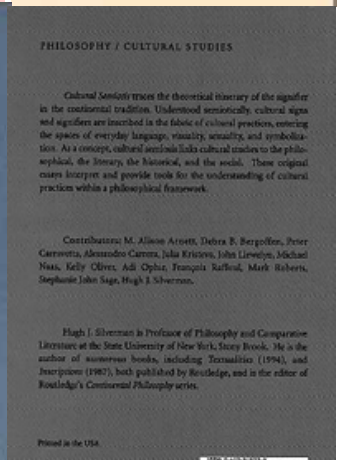 PHILOSOPHY / CULTURAL STUDIES
Cultural Semiosis traces the theoretical itinerary of the signifier
in the continental tradition. Understood semiotically, cultural signs
and signifiers are inscribed in the fabric of cultural practices, entering
the spaces of everyday language, visuality, sexuality, and symboliza-
tion. As a concept, cultural semiosis links cultural studies to the philo-
sophical, the literary, the historical, and the social. These original
essays interpret and provide tools for the understanding of cultural
practices within a philosophical framework.
Contributors: M. Alison Arnett, Debra B. Bergoffen, Peter
Carravetta, Alessandro Carrera, Julia Kristeva, John Llewelyn, Michael
Naas, Kelly Oliver, Adi Ophir, François Raffoul, Mark Roberts,
Stephanie John Sage, Hugh J. Silverman.
Hugh J. Silverman is Professor of Philosophy and Comparative
Literature at the State University of New York, Stony Brook. He is the
author of numerous books, including Textualities (1994), and
Inscriptions (1987), both published by Routledge, and is the editor of
Routledge's Continental Philosophy series.
Printed in the USA